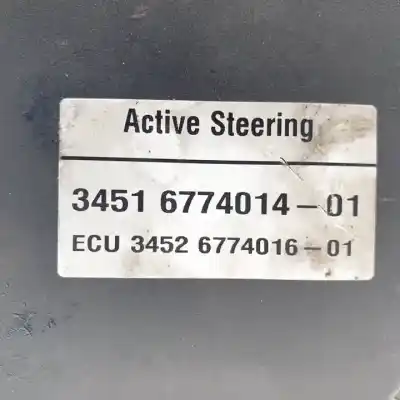 Active Steering
3451 6774014-01
ECU 3452 6774016-01